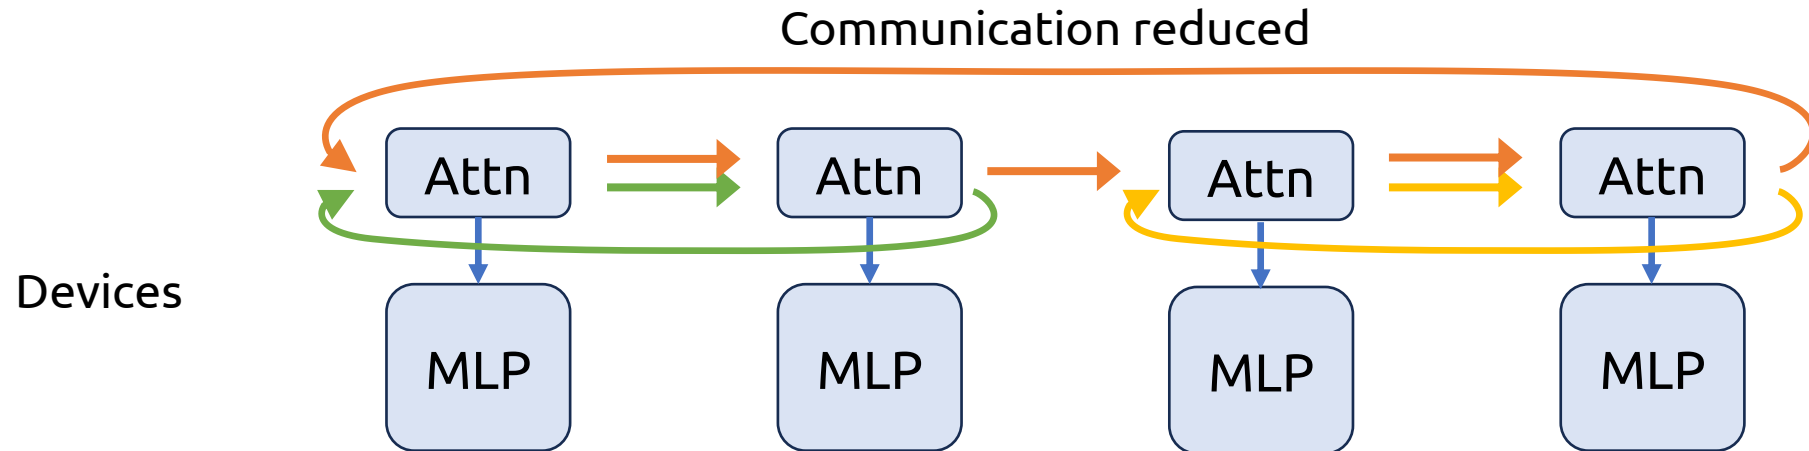 Communication reduced
Attn Attn Attn Attn
Devices
MLP MLP MLP MLP